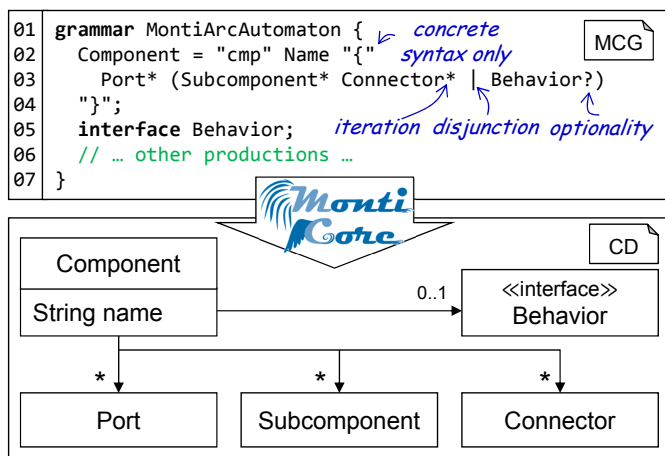 01 grammar MontiArcAutomaton { concrete
MCG
02 Component = "cmp" Name "{" syntax only
03 Port* (Subcomponent* Connector* | Behavior?)
04 "}";
05 interface Behavior; iteration disjunction optionality
06 // … other productions …
07 }
Monti
Core
CD
Component
String name
0..1
≪interface≫
Behavior
* * *
Port Subcomponent Connector